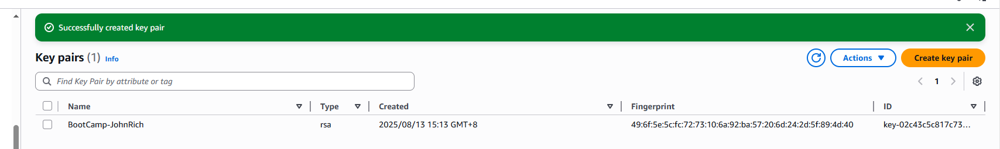 Successfully created key pair
Key pairs (1) Info
Actions
Create key pair
Find Key Pair by attribute or tag
1
Name Type Created Fingerprint ID
BootCamp-JohnRich rsa 2025/08/13 15:13 GMT+8 49:6f:5e:5c:fc:72:73:10:6a:92:ba:57:20:6d:24:2d:5f:89:4d:40 key-02c43c5c817c73...